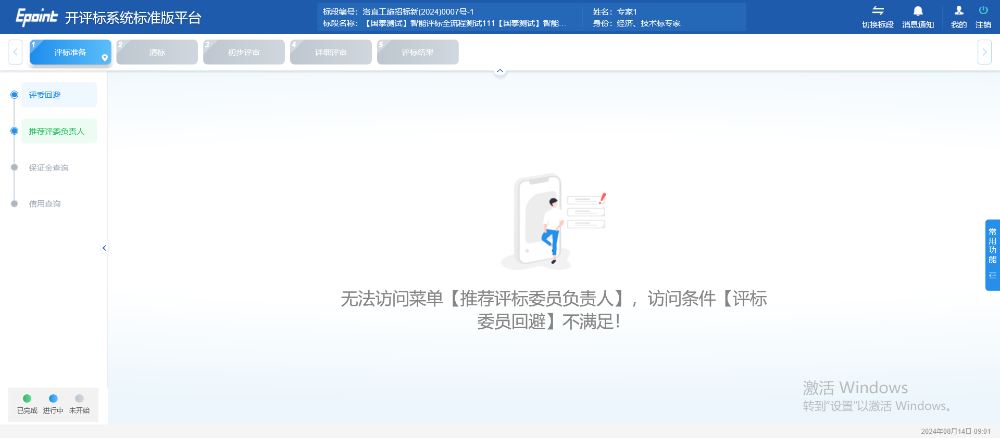 Epoint 开评标系统标准版平台
标段编号：洛直工施招标新(2024)0007号-1
标段名称：【国泰测试】智能评标全流程测试111【国泰测试】智能...
姓名：专家1
身份：经济、技术标专家
切换标段
消息通知
我的
注销
1 评标准备
2 清标
3 初步评审
4 详细评审
5 评标结果
评委回避
推荐评委负责人
保证金查询
信用查询
无法访问菜单【推荐评标委员负责人】，访问条件【评标
委员回避】不满足！
常用功能
激活 Windows
转到“设置”以激活 Windows。
已完成
进行中
未开始
2024年08月14日 09:01